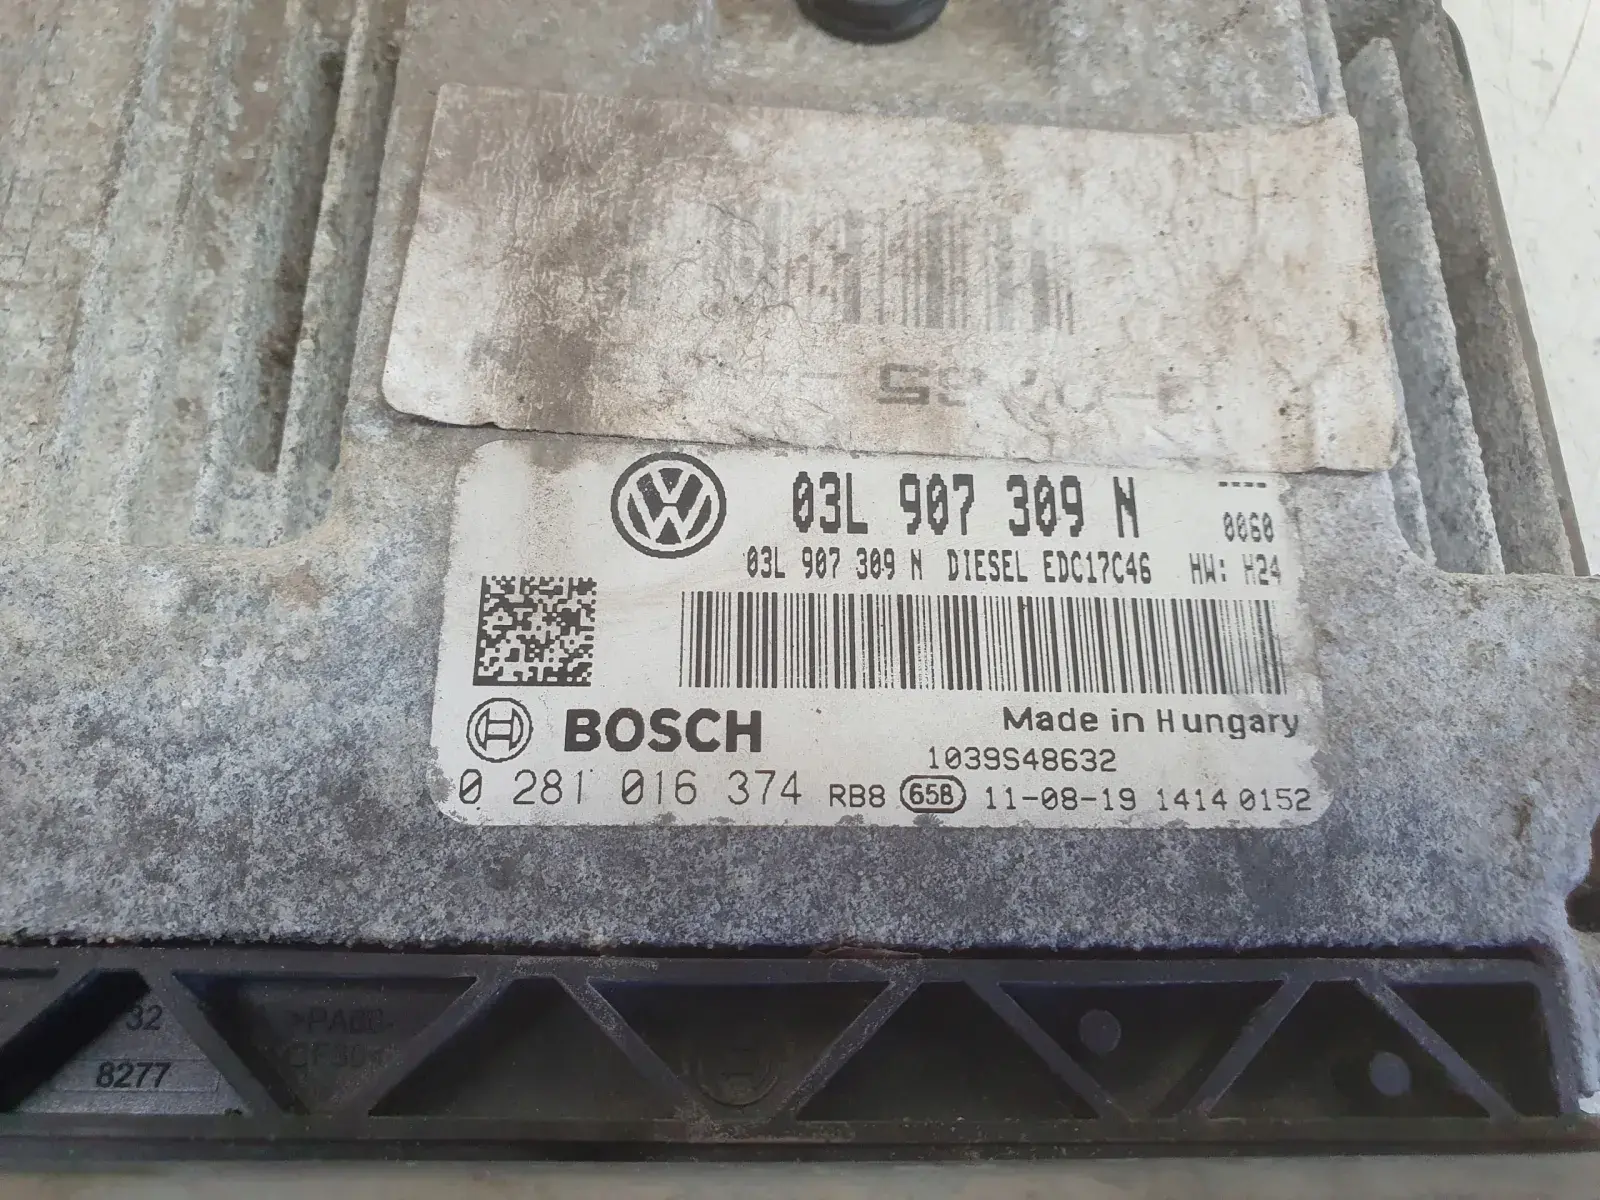 03L 907 309 N ----
0060
03L 907 309 N DIESEL EDC17C46 HW: H24
BOSCH
Made in Hungary
1039S48632
0 281 016 374 RB8 658 11-08-19 1414 0152
32
8277